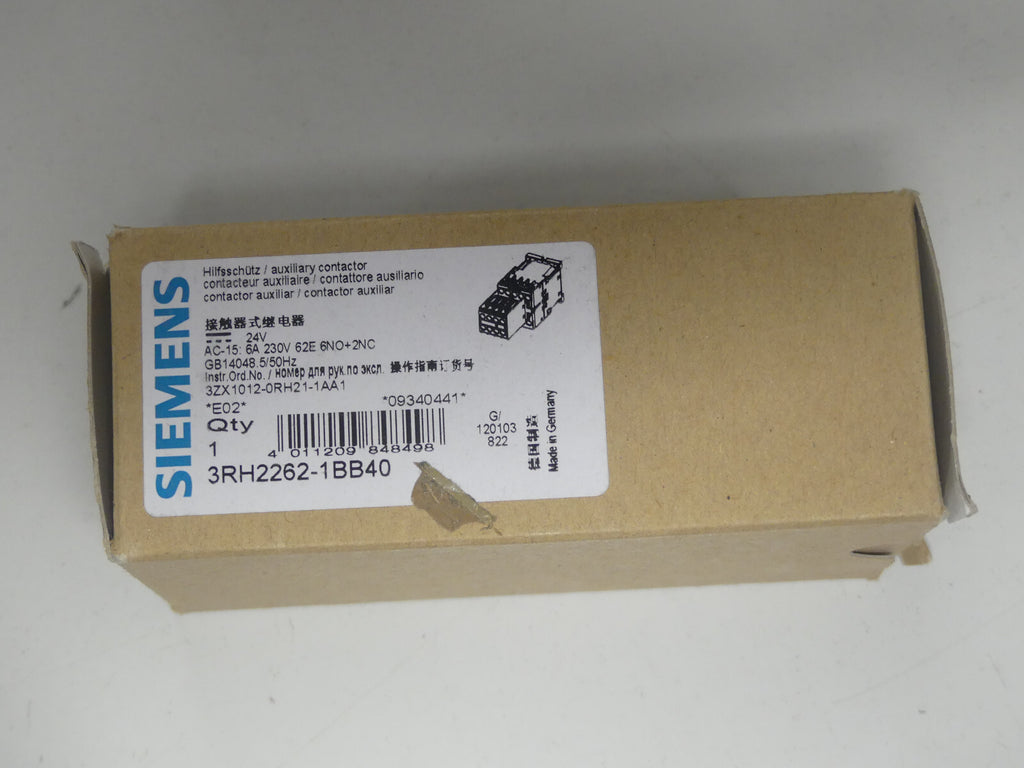 SIEMENS
Hilfsschütz / auxiliary contactor
contacteur auxiliaire / contattore ausiliario
contactor auxiliar / contactor auxiliar
接触器式继电器
24V
AC-15: 6A 230V 62E 6NO+2NC
GB14048.5/50Hz
Instr.Ord.No. / Номер для рук.по экспл. 操作指南订货号
3ZX1012-0RH21-1AA1
*E02*
*09340441*
Qty
1
4 011209 848498
3RH2262-1BB40
G/
120103
822
德国制造
Made in Germany